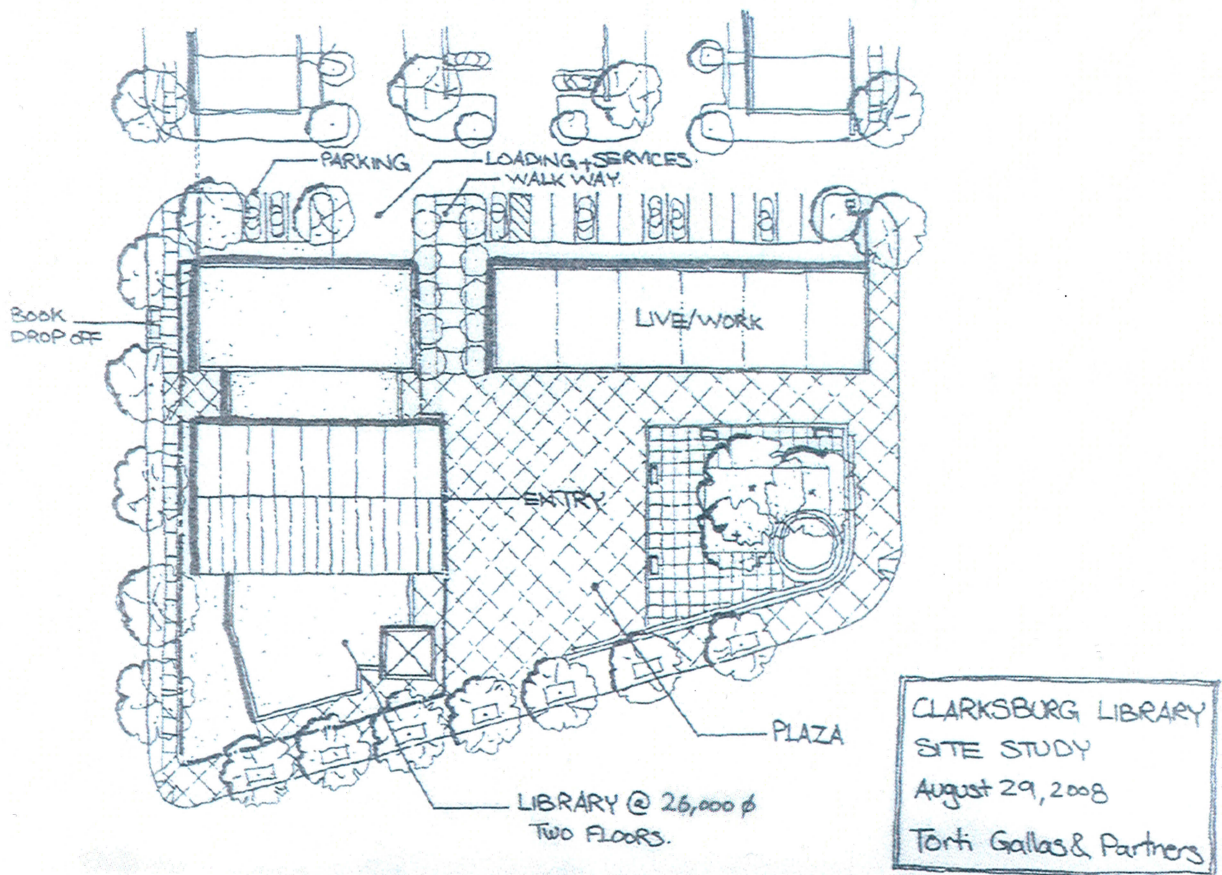 PARKING
LOADING + SERVICES.
WALK WAY.
BOOK
DROP OFF
LIVE/WORK
ENTRY
PLAZA
LIBRARY @ 26,000 ϕ
TWO FLOORS.
CLARKSBURG LIBRARY
SITE STUDY
August 29, 2008
Torti Gallas & Partners